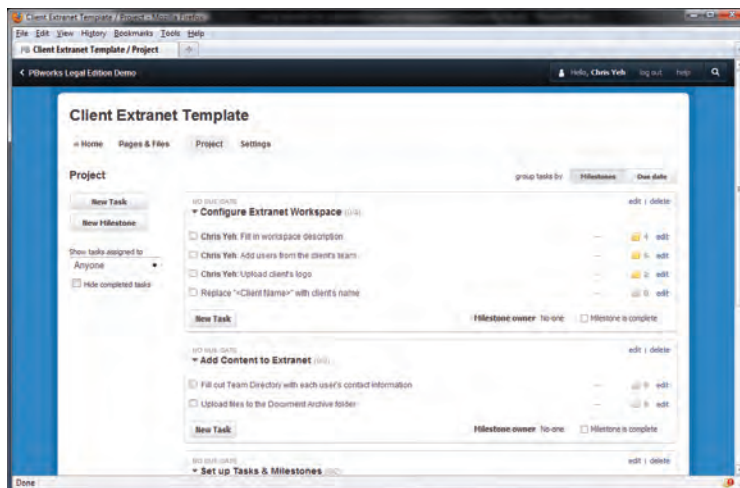 Client Extranet Template / Project - Mozilla Firefox
File Edit View History Bookmarks Tools Help
Client Extranet Template / Project
PBworks Legal Edition Demo
Hello, Chris Yeh log out help
Client Extranet Template
Home Pages & Files Project Settings
Project
group tasks by Milestones Due date
New Task
New Milestone
Show tasks assigned to
Anyone
Hide completed tasks
NO DUE DATE edit | delete
Configure Extranet Workspace (0/4)
Chris Yeh: Fill in workspace description 4 edit
Chris Yeh: Add users from the client's team edit
Chris Yeh: Upload client's logo edit
Replace "<Client Name>" with client's name 0 edit
New Task Milestone owner No-one Milestone is complete
NO DUE DATE edit | delete
Add Content to Extranet
Fill out Team Directory with each user's contact information edit
Upload files to the Document Archive folder edit
New Task Milestone owner No-one Milestone is complete
NO DUE DATE edit | delete
Set up Tasks & Milestones
Done